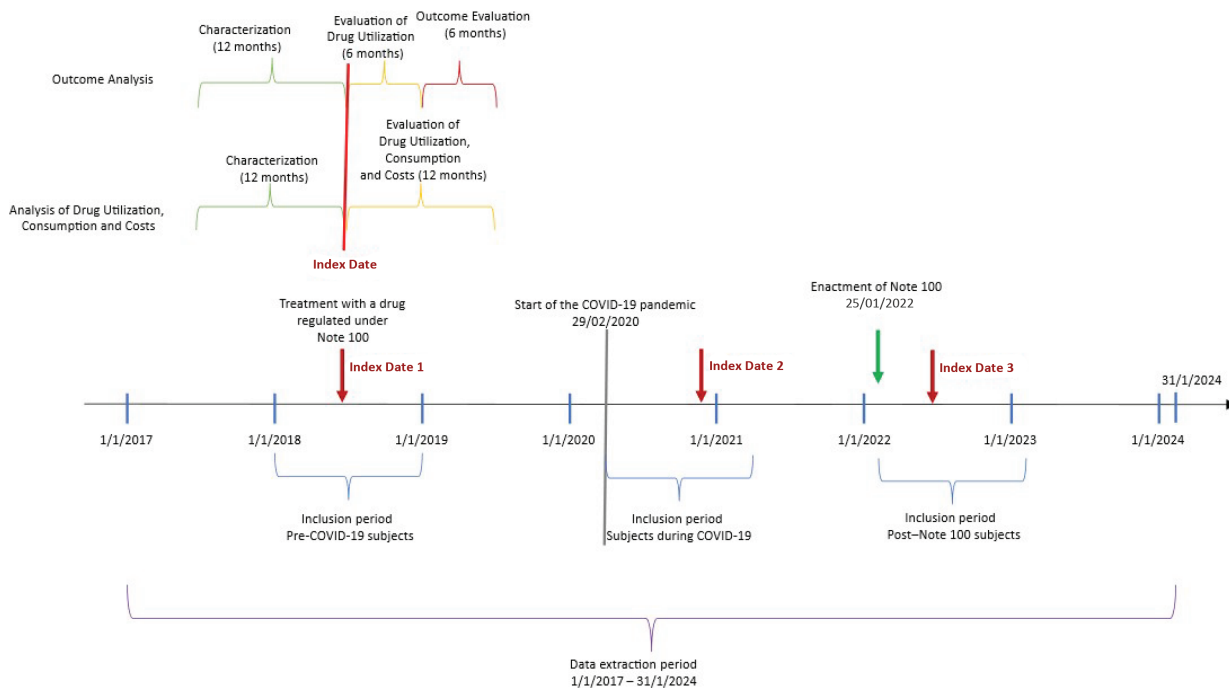 Characterization
(12 months)
Evaluation of
Drug Utilization
(6 months)
Outcome Evaluation
(6 months)
Outcome Analysis
Characterization
(12 months)
Evaluation of
Drug Utilization,
Consumption
and Costs (12 months)
Analysis of Drug Utilization,
Consumption and Costs
Index Date
Treatment with a drug
regulated under
Note 100
Start of the COVID-19 pandemic
29/02/2020
Enactment of Note 100
25/01/2022
Index Date 1
Index Date 2
Index Date 3
31/1/2024
1/1/2017
1/1/2018
1/1/2019
1/1/2020
1/1/2021
1/1/2022
1/1/2023
1/1/2024
Inclusion period
Pre-COVID-19 subjects
Inclusion period
Subjects during COVID-19
Inclusion period
Post–Note 100 subjects
Data extraction period
1/1/2017 – 31/1/2024